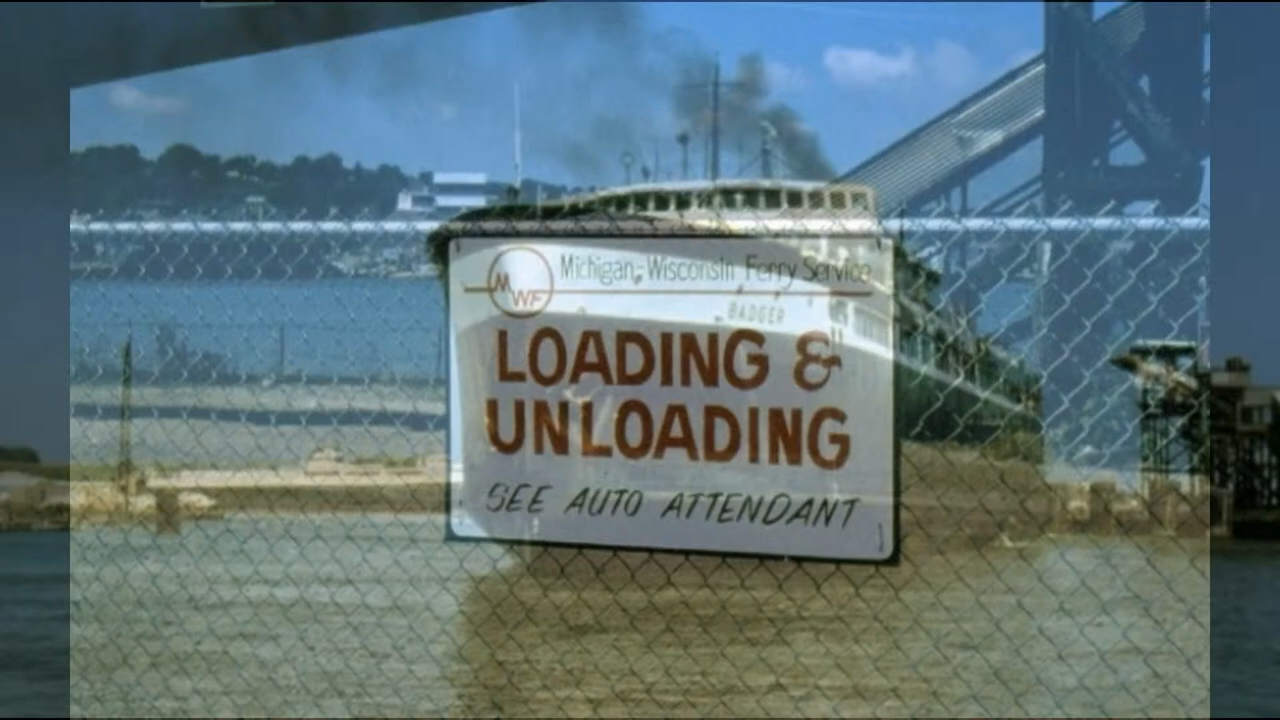 MWF
Michigan-Wisconsin Ferry Service
BADGER
LOADING &
UNLOADING
SEE AUTO ATTENDANT